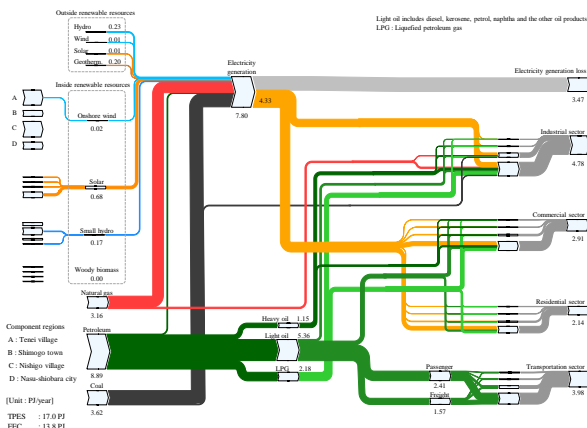 Outside renewable resources
Hydro 0.23
Wind 0.01
Solar 0.01
Geotherm. 0.20
Light oil includes diesel, kerosene, petrol, naphtha and the other oil products
LPG : Liquefied petroleum gas
Electricity generation
4.33
7.80
Electricity generation loss
3.47
Inside renewable resources
A
B
C
D
Onshore wind
0.02
Solar
0.68
Small hydro
0.17
Woody biomass
0.00
Industrial sector
4.78
Commercial sector
2.91
Residential sector
2.14
Transportation sector
3.98
Natural gas
3.16
Petroleum
8.89
Coal
3.62
Heavy oil 1.15
Light oil 5.36
LPG 2.18
Passenger
2.41
Freight
1.57
Component regions
A : Tenei village
B : Shimogo town
C : Nishigo village
D : Nasu-shiobara city
[Unit : PJ/year]
TPES : 17.0 PJ
FEC : 13.8 PJ